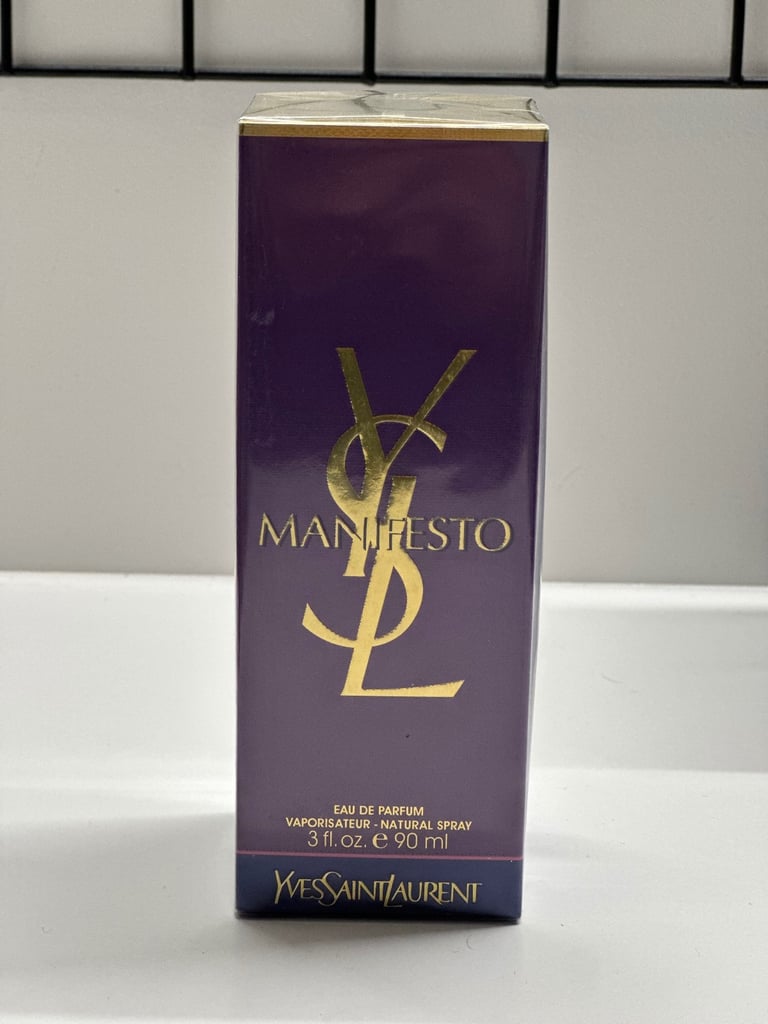 YSL
MANIFESTO
EAU DE PARFUM
VAPORISATEUR - NATURAL SPRAY
3 fl. oz. ℮ 90 ml
YVESSAINTLAURENT